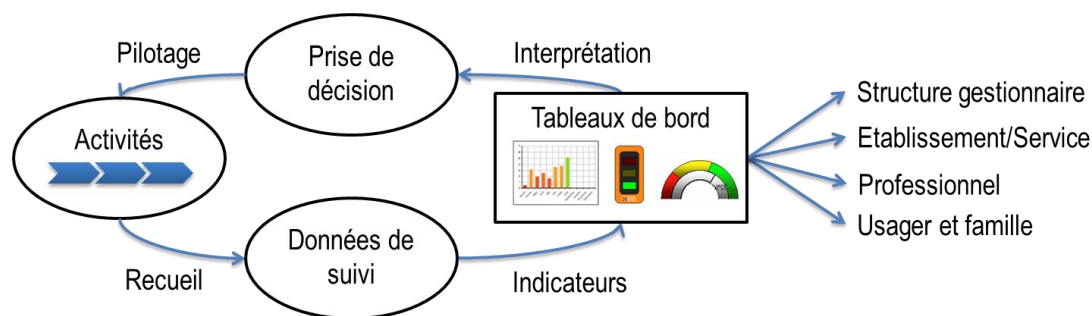 Pilotage
Prise de
décision
Interprétation
Activités
Tableaux de bord
Structure gestionnaire
Etablissement/Service
Professionnel
Usager et famille
Données de
suivi
Recueil
Indicateurs